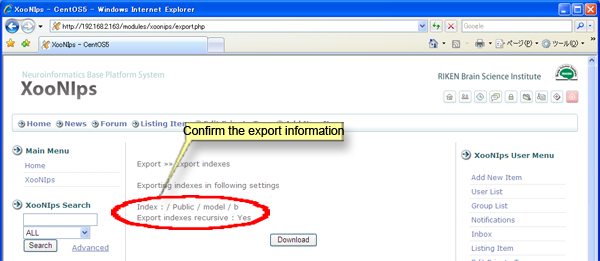 XooNIps - CentOS5 - Windows Internet Explorer
http://192.168.2.163/modules/xoonips/export.php
Google
XooNIps - CentOS5
ページ(P)
ツール(O)
Neuroinformatics Base Platform System
XooNIps
RIKEN Brain Science Institute
Home
News
Forum
Listing Item
Confirm the export information
Main Menu
Home
XooNIps
XooNIps Search
ALL
Search
Advanced
Export »» Export indexes
Exporting indexes in following settings
Index : / Public / model / b
Export indexes recursive : Yes
Download
XooNIps User Menu
Add New Item
User List
Group List
Notifications
Inbox
Listing Item